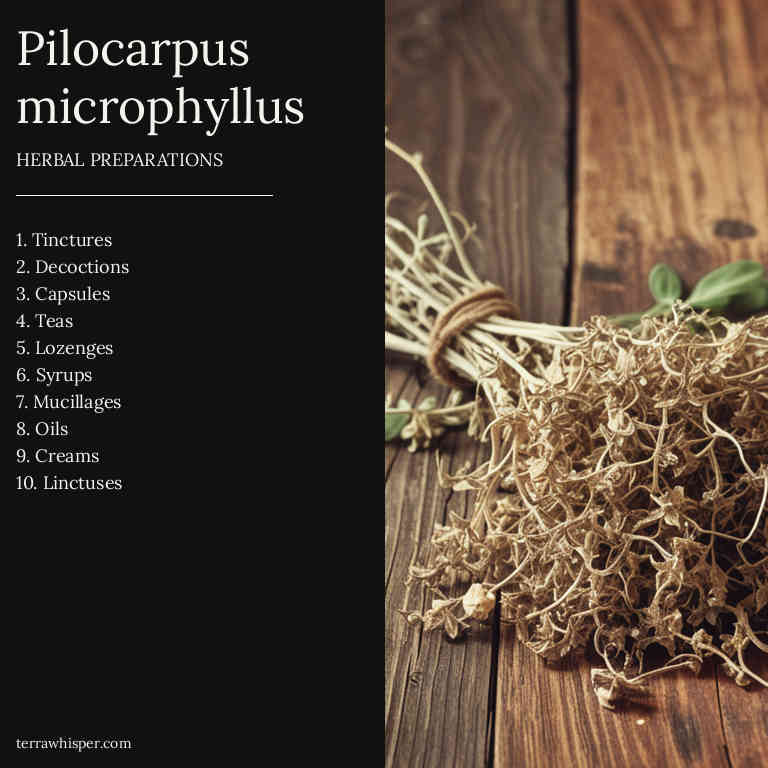 Pilocarpus
microphyllus
HERBAL PREPARATIONS
1. Tinctures
2. Decoctions
3. Capsules
4. Teas
5. Lozenges
6. Syrups
7. Mucillages
8. Oils
9. Creams
10. Linctuses
terrawhisper.com